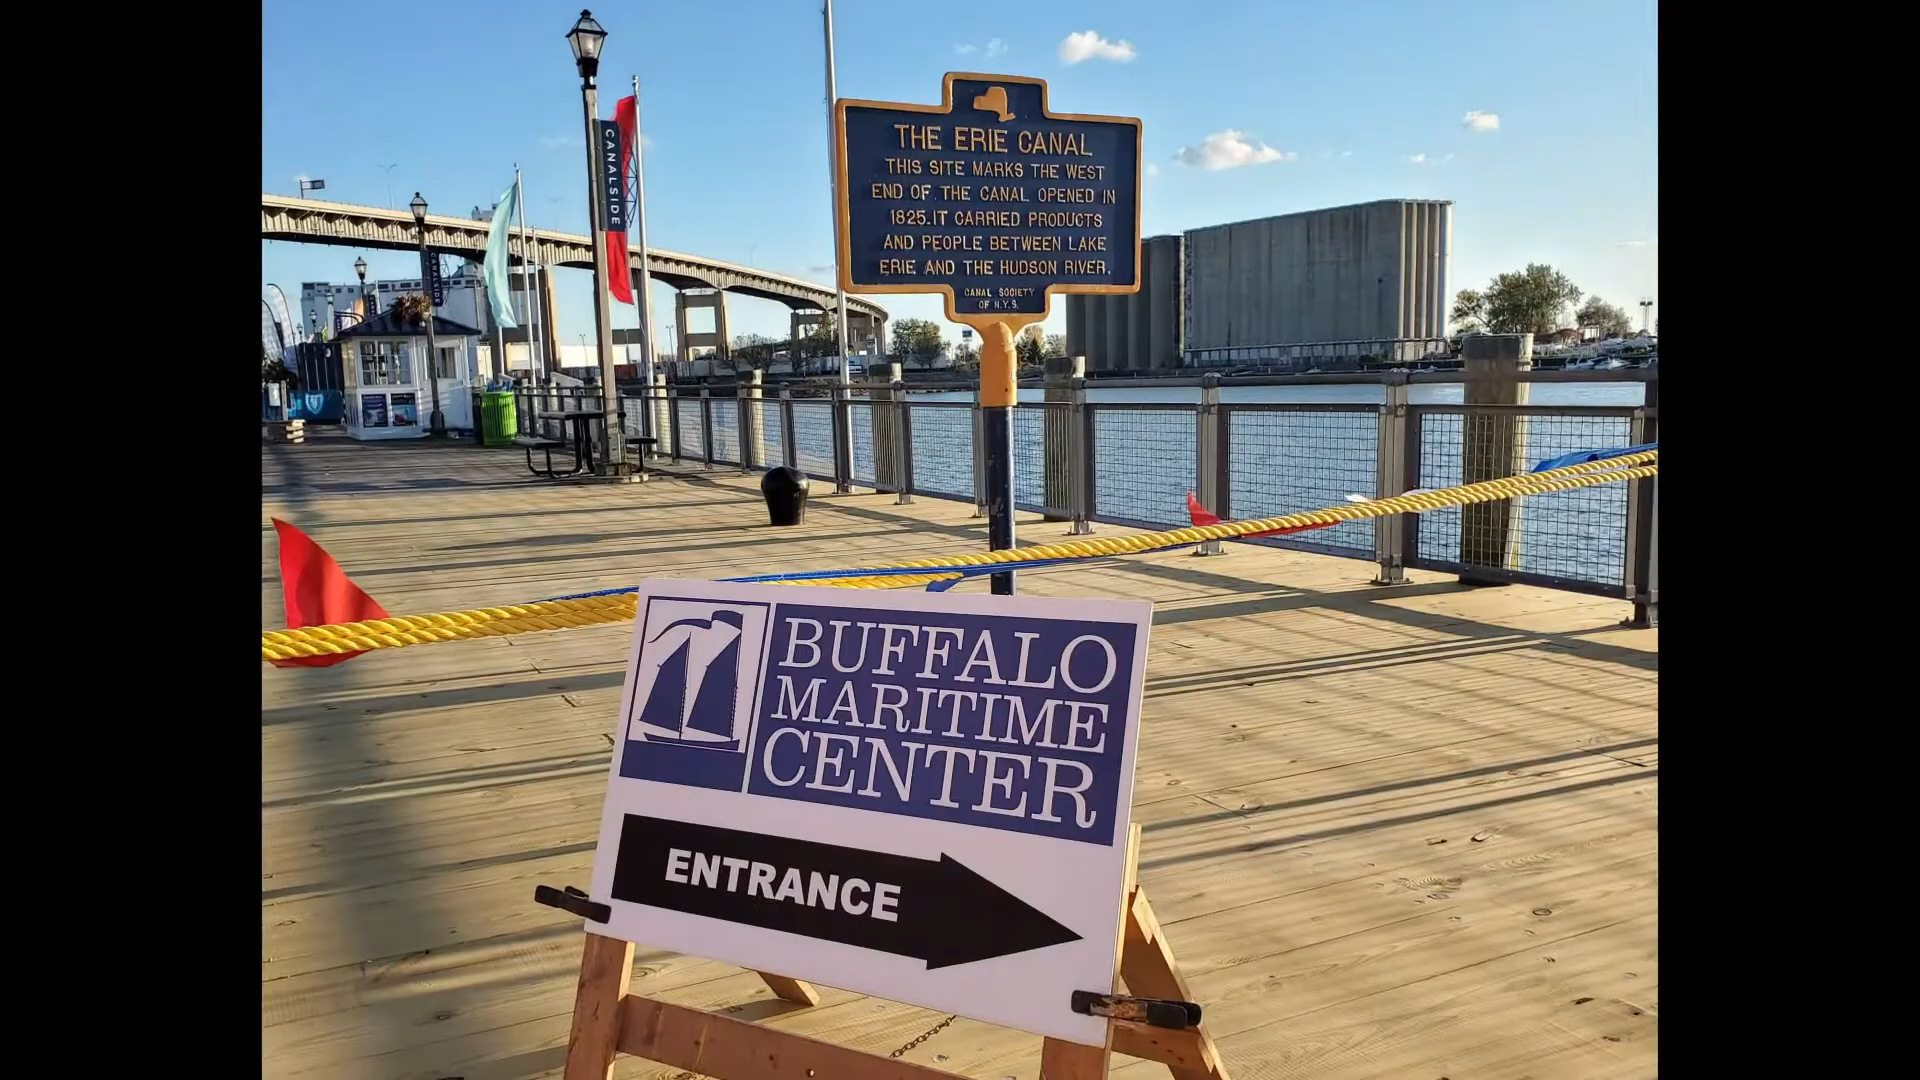 THE ERIE CANAL
THIS SITE MARKS THE WEST
END OF THE CANAL OPENED IN
1825. IT CARRIED PRODUCTS
AND PEOPLE BETWEEN LAKE
ERIE AND THE HUDSON RIVER.
CANAL SOCIETY
OF N.Y.S.
CANALSIDE
CANALSIDE
BUFFALO
MARITIME
CENTER
ENTRANCE